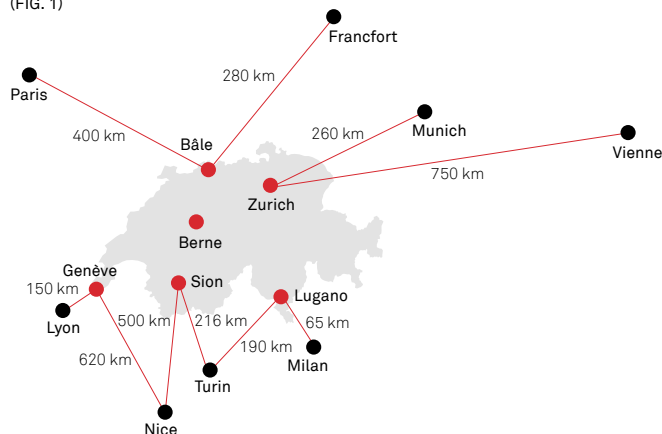 (FIG. 1)
Francfort
280 km
Paris
400 km
Bâle
260 km
Munich
Vienne
750 km
Zurich
Berne
Genève
150 km
Sion
Lugano
Lyon
500 km
216 km
65 km
190 km
620 km
Milan
Turin
Nice